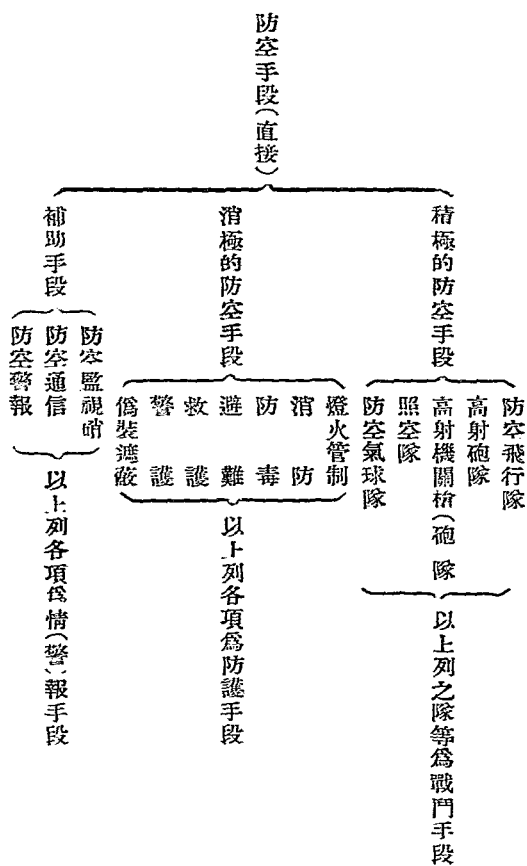 防空手段(直接)
積極的防空手段
防空飛行隊
高射砲隊
高射機關槍(砲)隊
照空隊
防空氣球隊
以上列之隊等爲戰鬥手段
消極的防空手段
燈火管制
消防
防毒
避難
救護
警護
僞裝遮蔽
以上列各項爲防護手段
補助手段
防空監視哨
防空通信
防空警報
以上列各項爲情(警)報手段